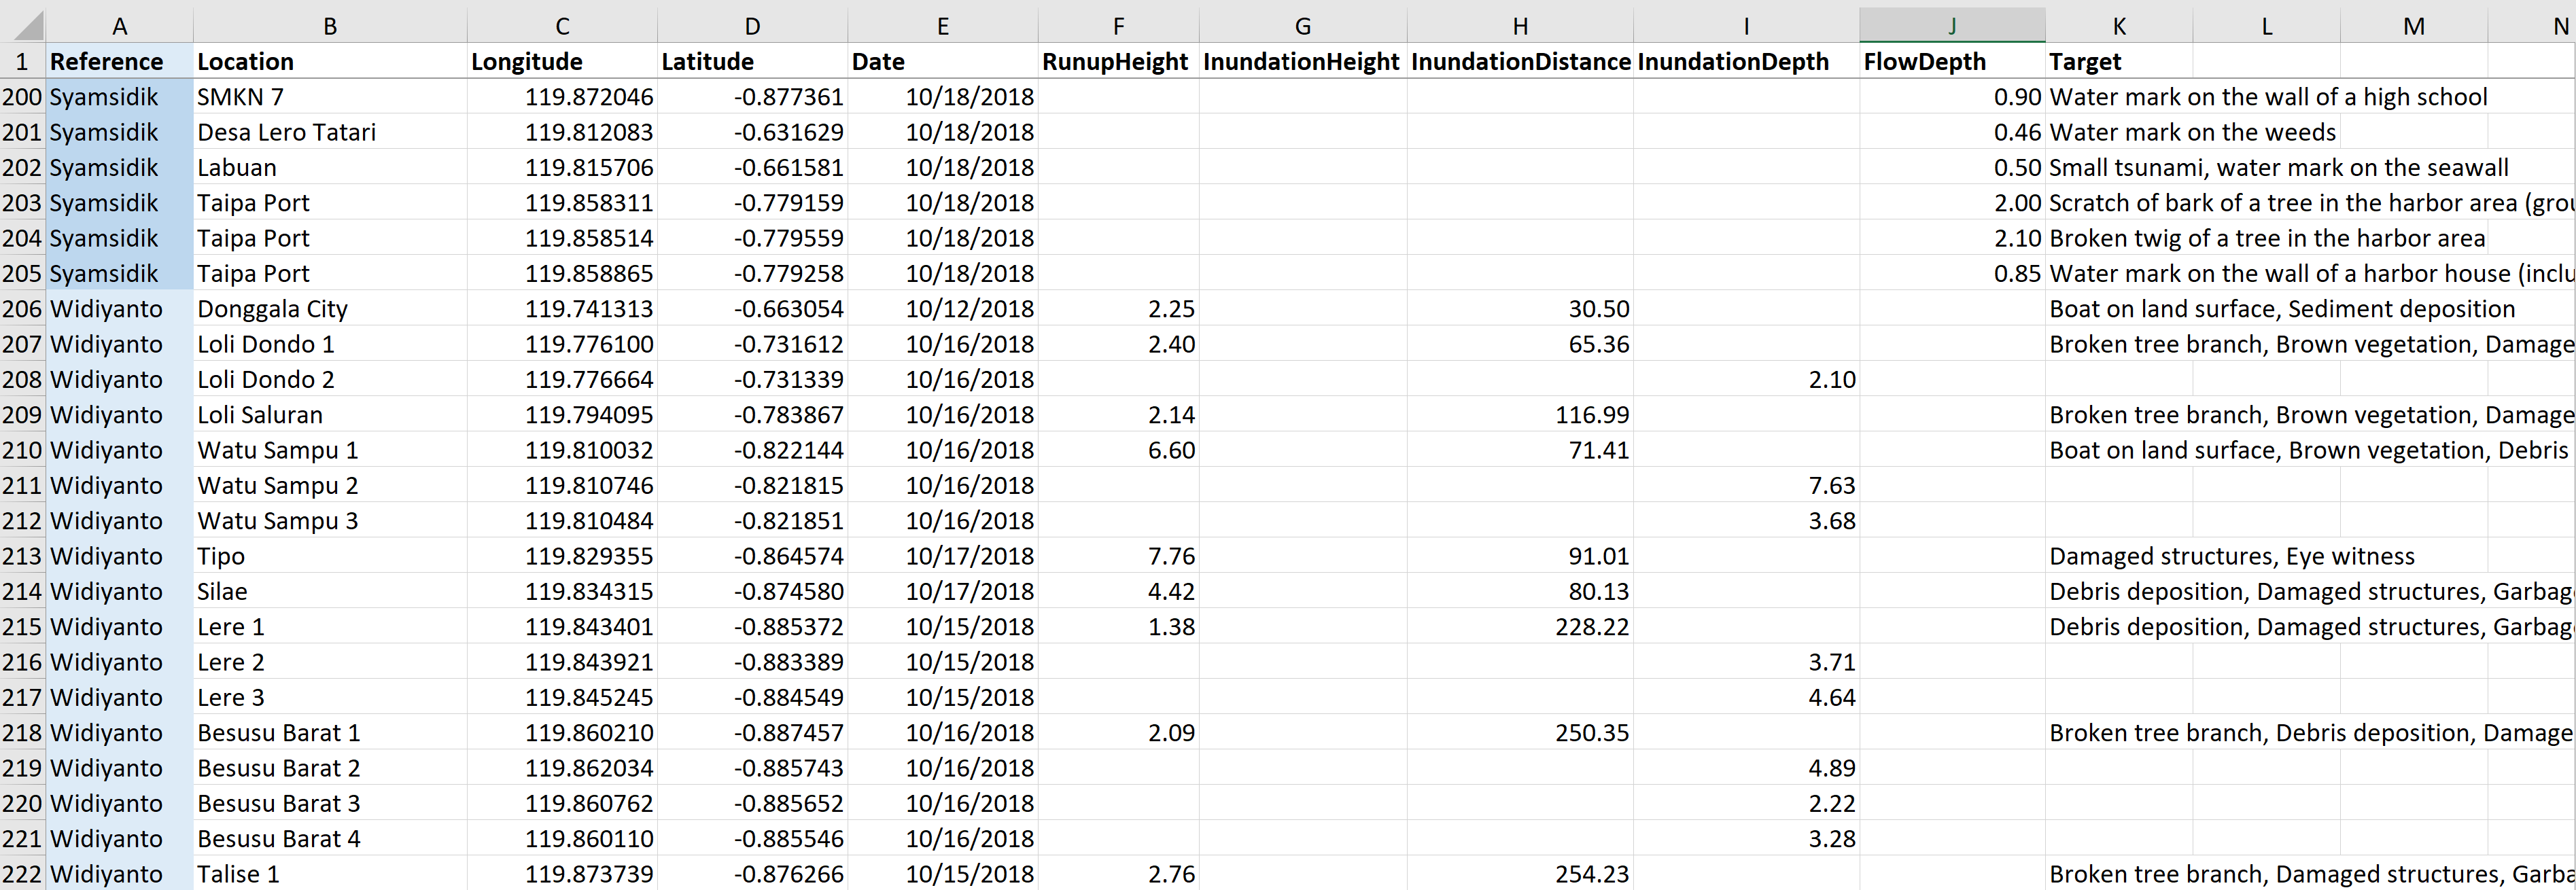 A B C D E F G H I J K L M N
1 Reference Location Longitude Latitude Date RunupHeight InundationHeight InundationDistance InundationDepth FlowDepth Target
200 Syamsidik SMKN 7 119.872046 -0.877361 10/18/2018 0.90 Water mark on the wall of a high school
201 Syamsidik Desa Lero Tatari 119.812083 -0.631629 10/18/2018 0.46 Water mark on the weeds
202 Syamsidik Labuan 119.815706 -0.661581 10/18/2018 0.50 Small tsunami, water mark on the seawall
203 Syamsidik Taipa Port 119.858311 -0.779159 10/18/2018 2.00 Scratch of bark of a tree in the harbor area (grou
204 Syamsidik Taipa Port 119.858514 -0.779559 10/18/2018 2.10 Broken twig of a tree in the harbor area
205 Syamsidik Taipa Port 119.858865 -0.779258 10/18/2018 0.85 Water mark on the wall of a harbor house (inclu
206 Widiyanto Donggala City 119.741313 -0.663054 10/12/2018 2.25 30.50 Boat on land surface, Sediment deposition
207 Widiyanto Loli Dondo 1 119.776100 -0.731612 10/16/2018 2.40 65.36 Broken tree branch, Brown vegetation, Damage
208 Widiyanto Loli Dondo 2 119.776664 -0.731339 10/16/2018 2.10
209 Widiyanto Loli Saluran 119.794095 -0.783867 10/16/2018 2.14 116.99 Broken tree branch, Brown vegetation, Damage
210 Widiyanto Watu Sampu 1 119.810032 -0.822144 10/16/2018 6.60 71.41 Boat on land surface, Brown vegetation, Debris
211 Widiyanto Watu Sampu 2 119.810746 -0.821815 10/16/2018 7.63
212 Widiyanto Watu Sampu 3 119.810484 -0.821851 10/16/2018 3.68
213 Widiyanto Tipo 119.829355 -0.864574 10/17/2018 7.76 91.01 Damaged structures, Eye witness
214 Widiyanto Silae 119.834315 -0.874580 10/17/2018 4.42 80.13 Debris deposition, Damaged structures, Garbag
215 Widiyanto Lere 1 119.843401 -0.885372 10/15/2018 1.38 228.22 Debris deposition, Damaged structures, Garbag
216 Widiyanto Lere 2 119.843921 -0.883389 10/15/2018 3.71
217 Widiyanto Lere 3 119.845245 -0.884549 10/15/2018 4.64
218 Widiyanto Besusu Barat 1 119.860210 -0.887457 10/16/2018 2.09 250.35 Broken tree branch, Debris deposition, Damage
219 Widiyanto Besusu Barat 2 119.862034 -0.885743 10/16/2018 4.89
220 Widiyanto Besusu Barat 3 119.860762 -0.885652 10/16/2018 2.22
221 Widiyanto Besusu Barat 4 119.860110 -0.885546 10/16/2018 3.28
222 Widiyanto Talise 1 119.873739 -0.876266 10/15/2018 2.76 254.23 Broken tree branch, Damaged structures, Garba